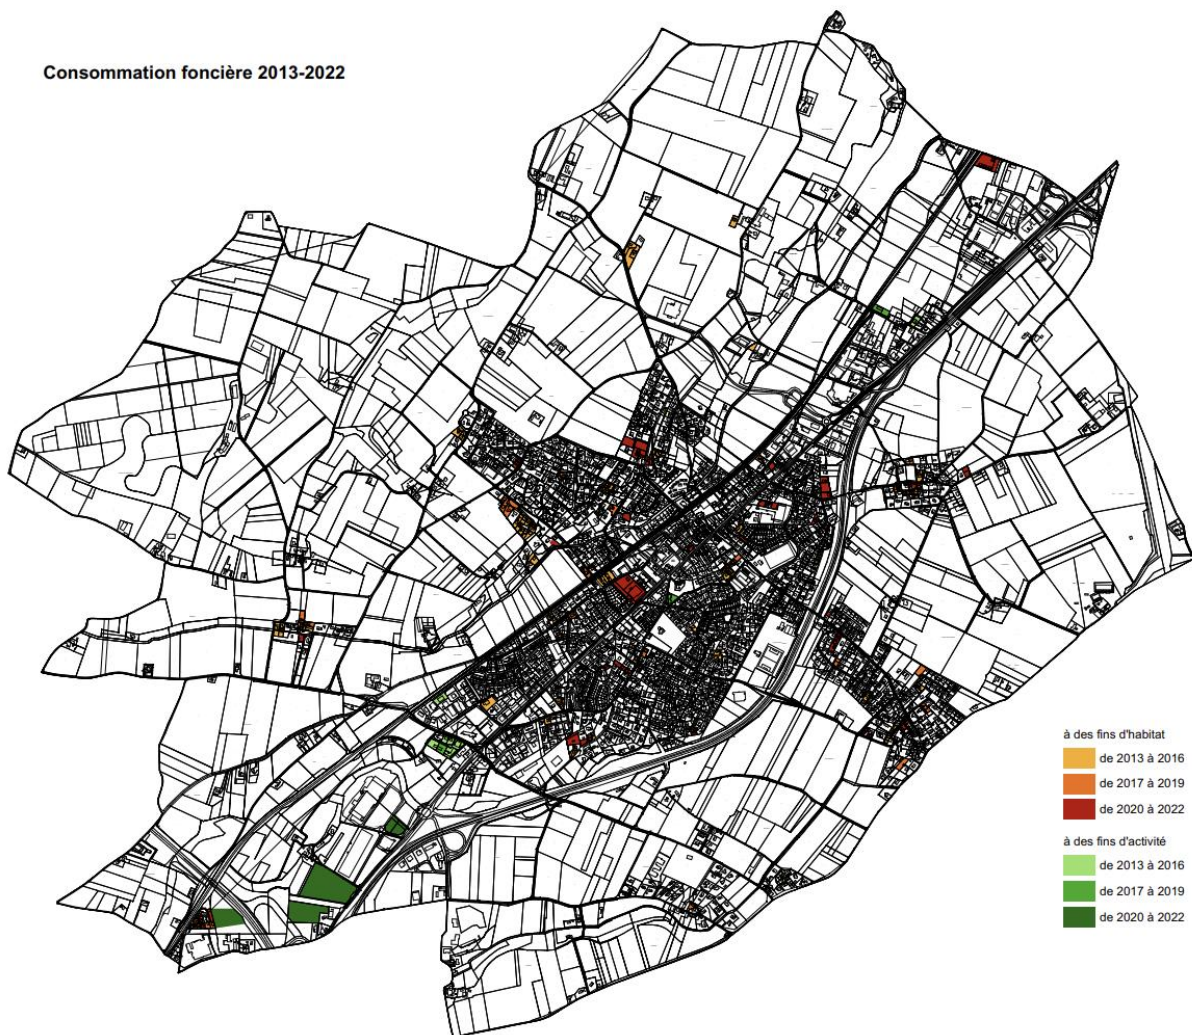 Consommation foncière 2013-2022
à des fins d'habitat
de 2013 à 2016
de 2017 à 2019
de 2020 à 2022
à des fins d'activité
de 2013 à 2016
de 2017 à 2019
de 2020 à 2022